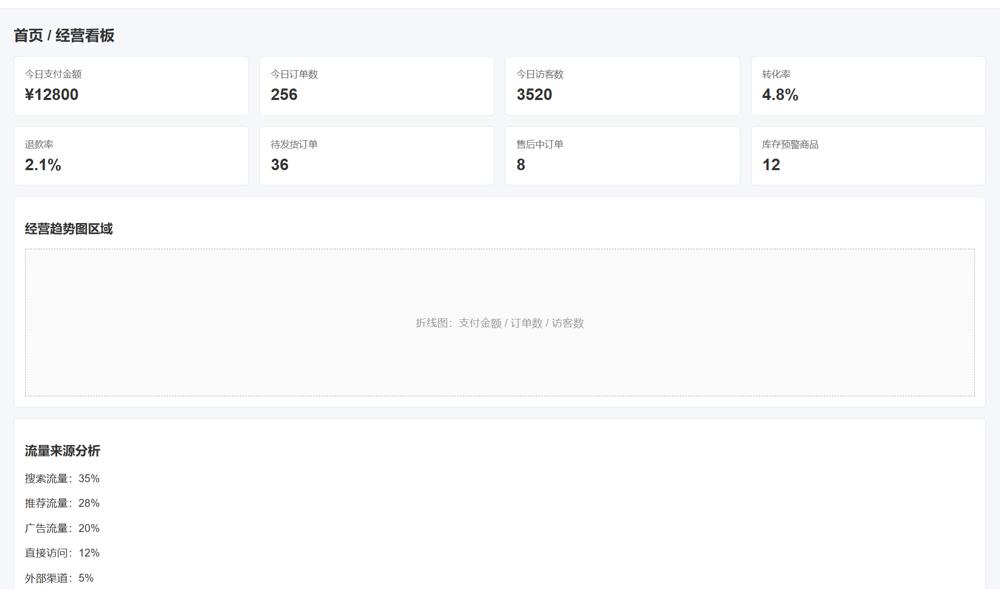 首页 / 经营看板
今日支付金额
¥12800
今日订单数
256
今日访客数
3520
转化率
4.8%
退款率
2.1%
待发货订单
36
售后中订单
8
库存预警商品
12
经营趋势图区域
折线图：支付金额 / 订单数 / 访客数
流量来源分析
搜索流量：35%
推荐流量：28%
广告流量：20%
直接访问：12%
外部渠道：5%